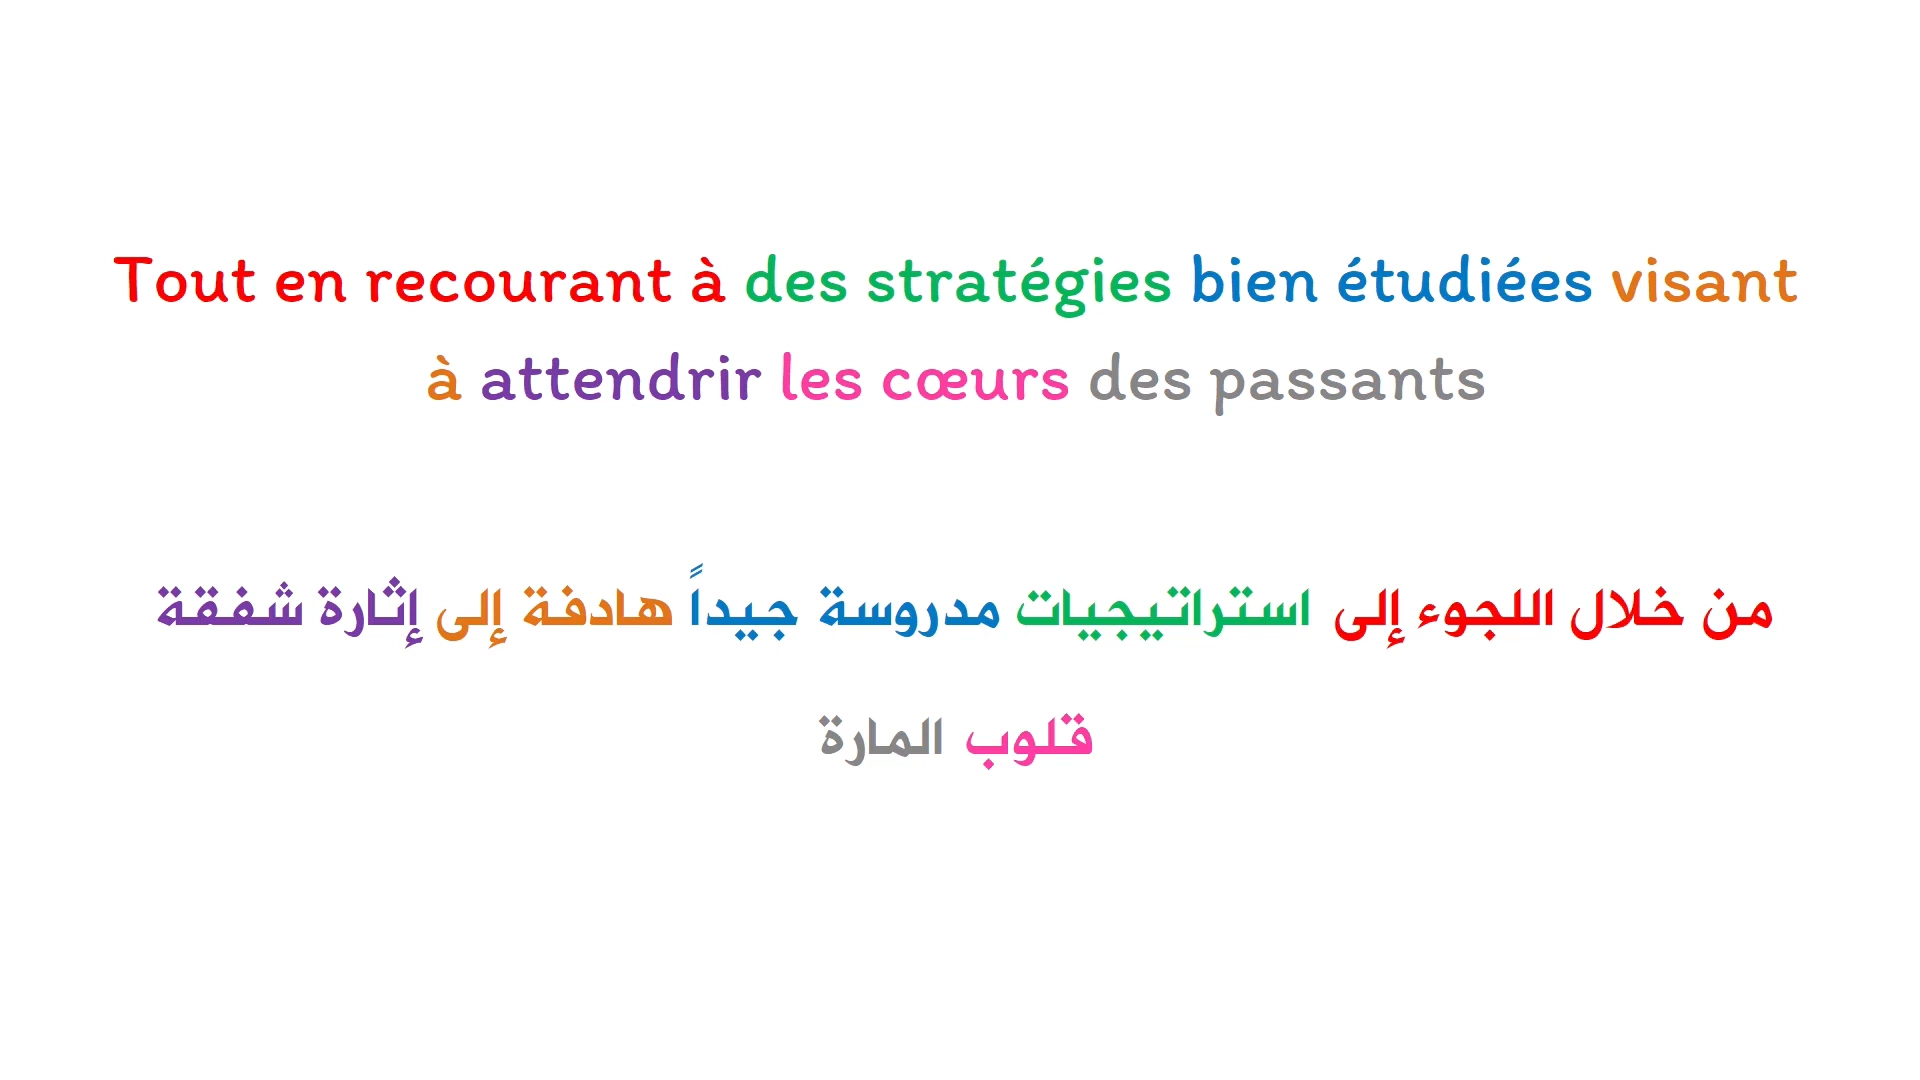 Tout en recourant à des stratégies bien étudiées visant
à attendrir les cœurs des passants
من خلال اللجوء إلى استراتيجيات مدروسة جيداً هادفة إلى إثارة شفقة
قلوب المارة